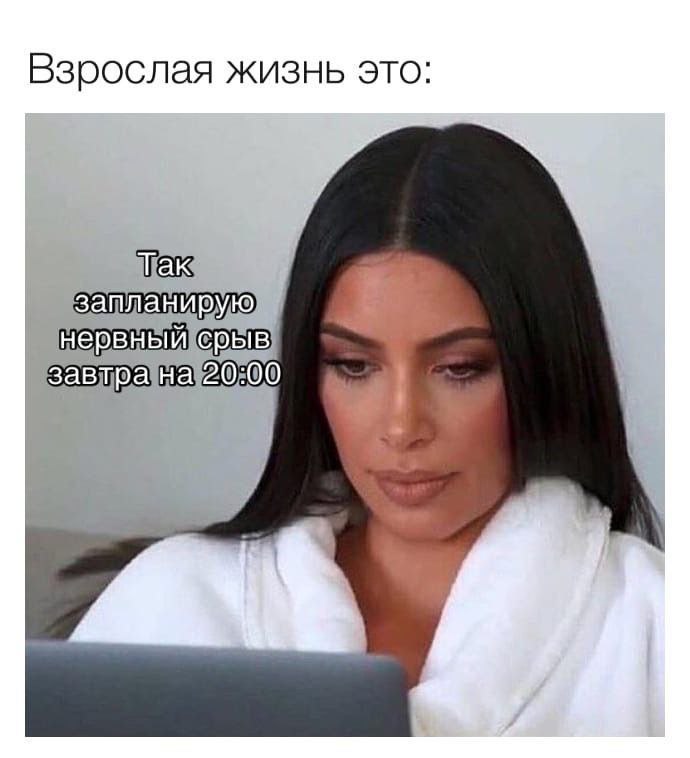 Взрослая жизнь это:
Так
запланирую
нервный срыв
завтра на 20:00